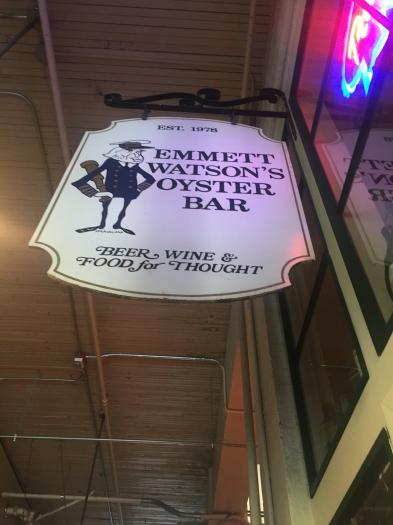 EST. 1978
EMMETT
WATSON'S
OYSTER
BAR
BEER, WINE &
FOOD for THOUGHT